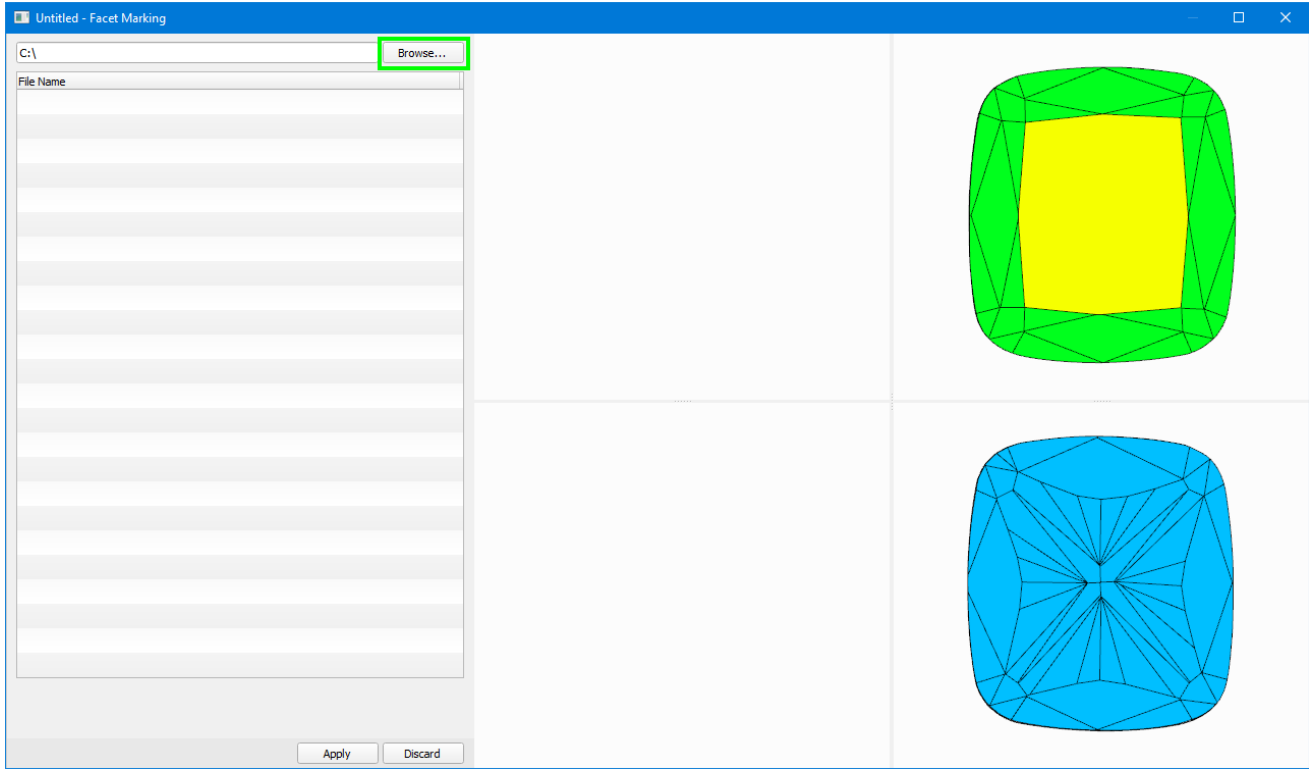 Untitled - Facet Marking
C:\
Browse...
File Name
Apply
Discard